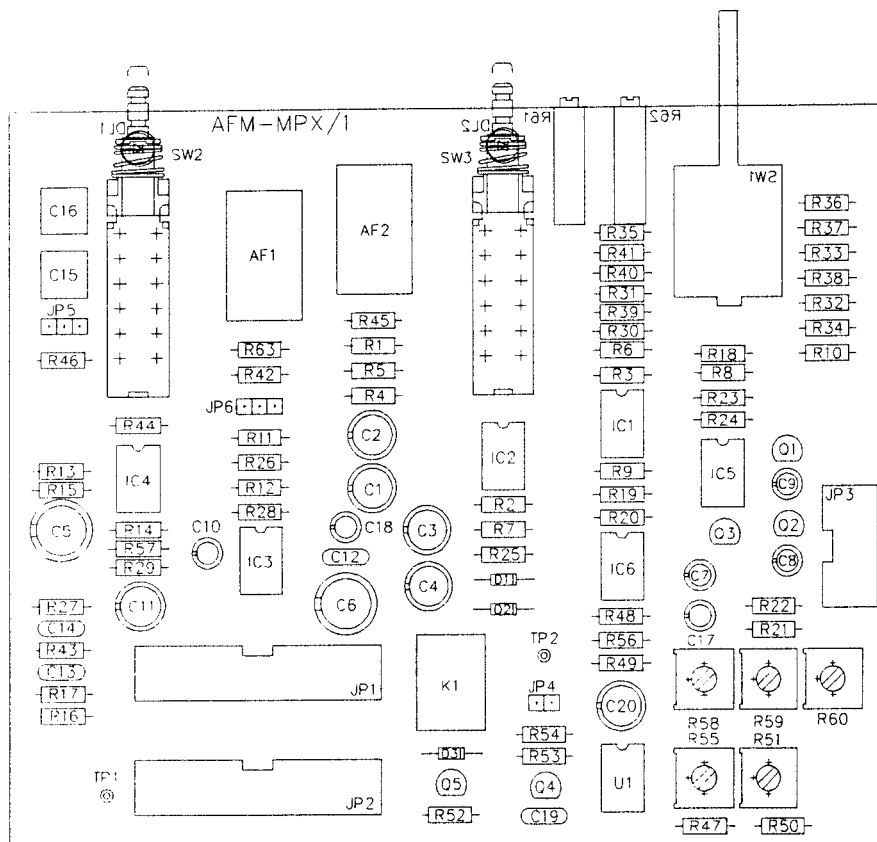 DL1
AFM-MPX/1
DL2
R61
R62
SW2
SW3
SW1
C16
AF1
AF2
R36
R37
R35
R33
R41
C15
R40
R38
R31
R32
JP5
R39
R45
R30
R34
R46
R63
R1
R6
R18
R10
R42
R5
R3
R8
R4
R23
JP6
R24
R44
R11
C2
IC1
Q1
R13
IC4
R26
IC2
R9
IC5
C9
R15
R12
C1
R19
JP3
R28
R2
R20
C5
R14
C10
C18
C3
R7
Q3
Q2
R57
IC3
C12
R25
IC6
C8
R29
D1
C7
C11
C6
C4
R27
D2
R48
R22
C14
R21
R43
TP2
R56
C17
C13
R49
R17
JP1
K1
JP4
C20
R16
R58
R59
R60
R54
R55
R51
D3
R53
TP1
Q5
Q4
U1
JP2
R52
C19
R47
R50